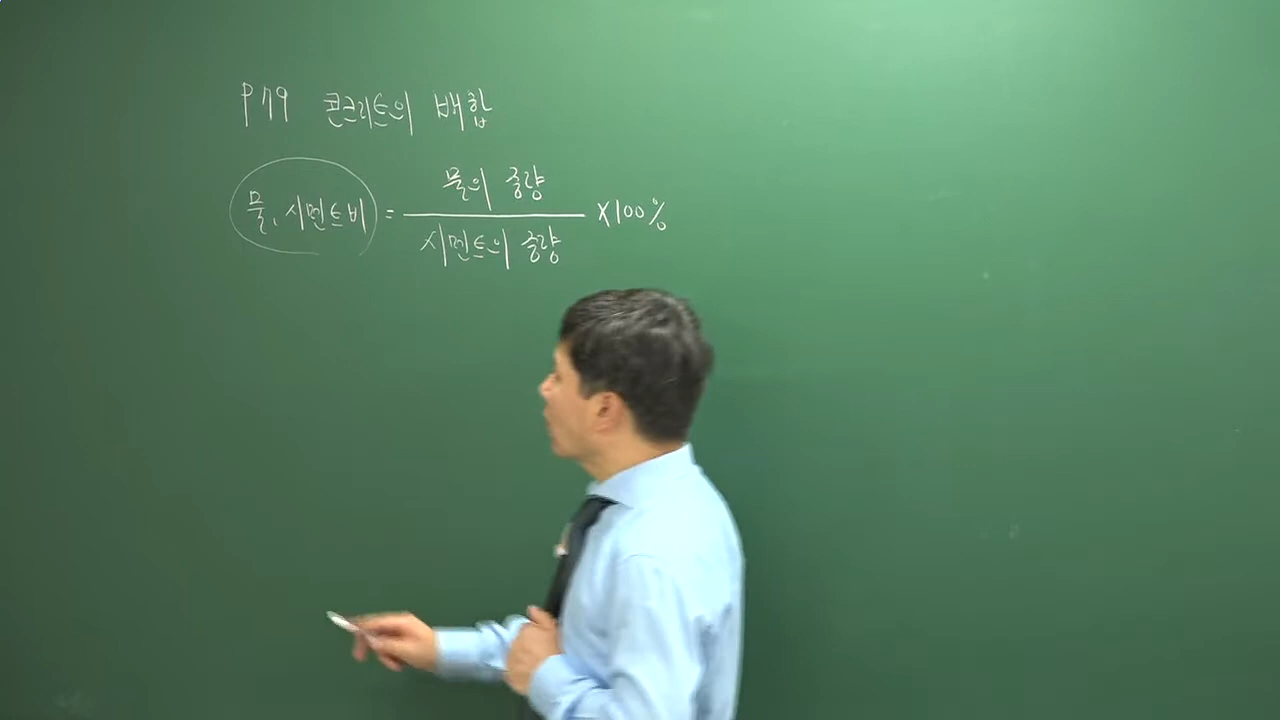 P79 콘크리트의 배합
물의 중량
물. 시멘트비 = ×100%
시멘트의 중량